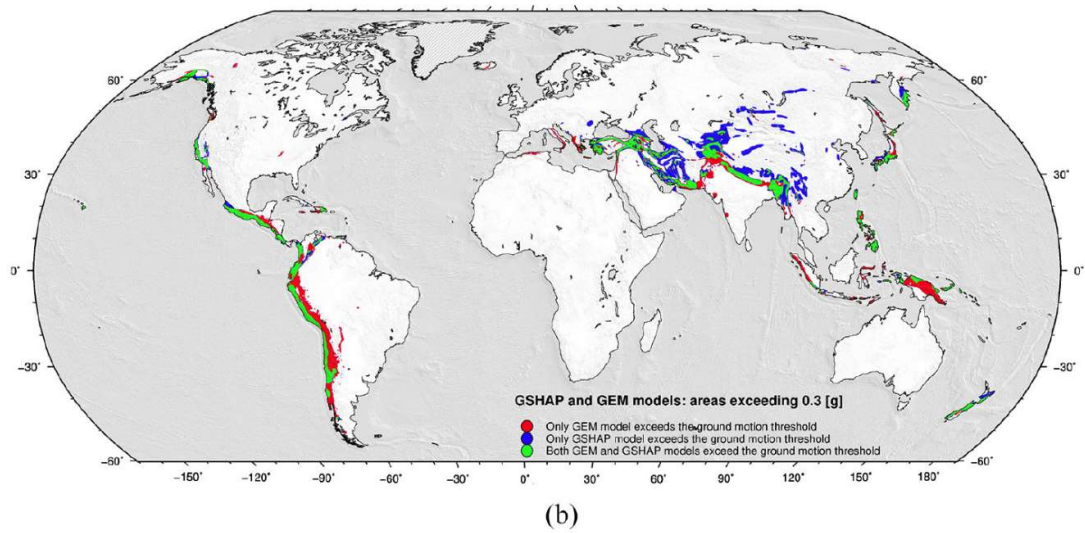 60° 60°
30° 30°
0° 0°
−30° −30°
GSHAP and GEM models: areas exceeding 0.3 [g]
Only GEM model exceeds the ground motion threshold
Only GSHAP model exceeds the ground motion threshold
Both GEM and GSHAP models exceed the ground motion threshold
−60° −60°
−150° −120° −90° −60° −30° 0° 30° 60° 90° 120° 150° 180° 190°
(b)